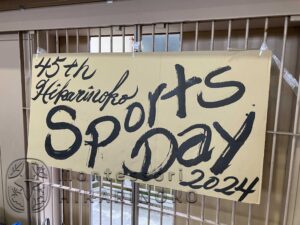 45th
Hikarinoko
Sports
Day
2024
Montessori
HIKARINOKO